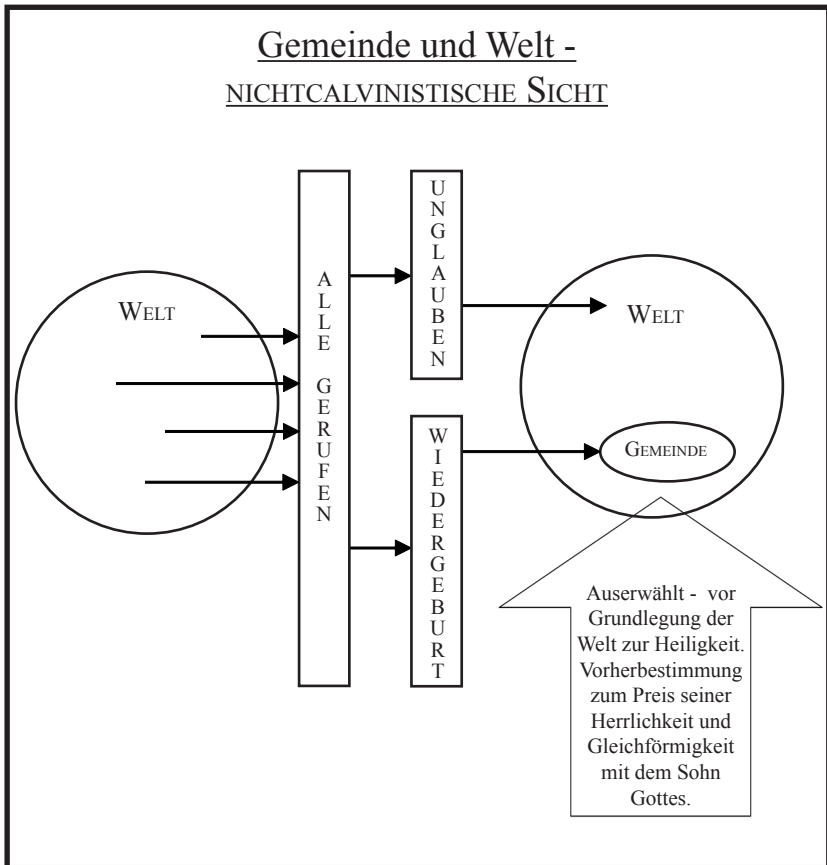 Gemeinde und Welt -
NICHTCALVINISTISCHE SICHT
WELT
ALLE GERUFEN
UNGLAUBEN
WIEDERGEBURT
WELT
GEMEINDE
Auserwählt - vor
Grundlegung der
Welt zur Heiligkeit.
Vorherbestimmung
zum Preis seiner
Herrlichkeit und
Gleichförmigkeit
mit dem Sohn
Gottes.